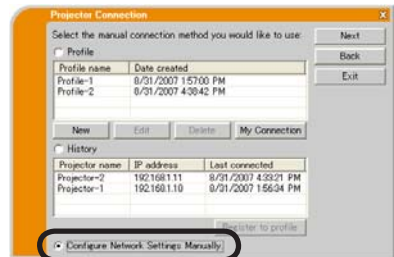 Projector Connection X
Select the manual connection method you would like to use.
Next
Back
Exit
Profile
Profile name Date created
Profile-1 8/31/2007 1:57:00 PM
Profile-2 8/31/2007 4:38:42 PM
New Edit Delete My Connection
History
Projector name IP address Last connected
Projector-2 192.168.1.11 8/31/2007 4:33:21 PM
Projector-1 192.168.1.10 8/31/2007 1:56:34 PM
Register to profile
Configure Network Settings Manually